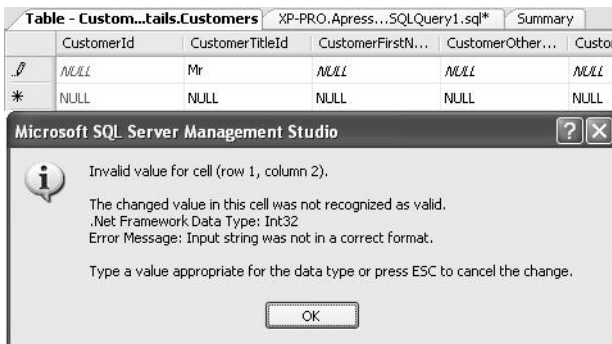 Table - Custom...tails.Customers XP-PRO.Apress...SQLQuery1.sql* Summary
CustomerId CustomerTitleId CustomerFirstN... CustomerOther... Custo
NULL Mr NULL NULL NULL
NULL NULL NULL NULL NULL
Microsoft SQL Server Management Studio
Invalid value for cell (row 1, column 2).
The changed value in this cell was not recognized as valid.
.Net Framework Data Type: Int32
Error Message: Input string was not in a correct format.
Type a value appropriate for the data type or press ESC to cancel the change.
OK